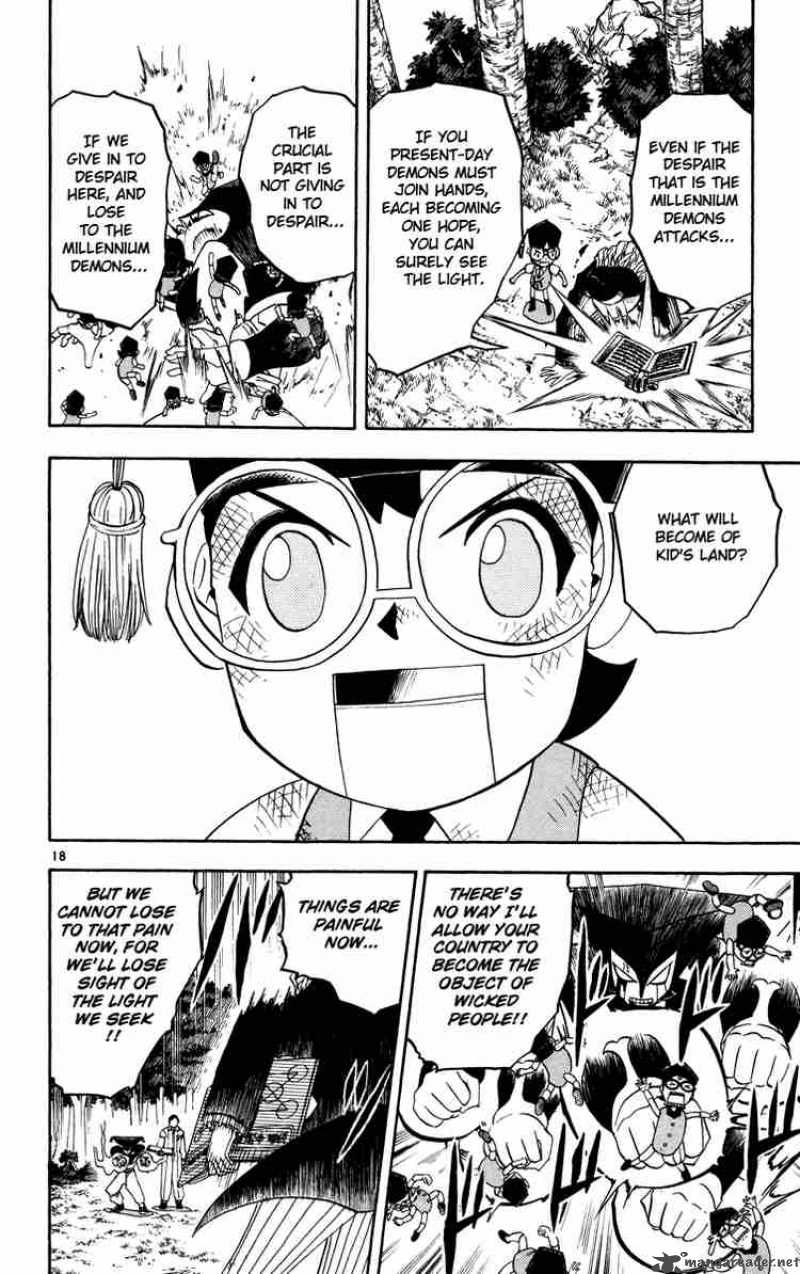 EVEN IF THE
DESPAIR
THAT IS THE
MILLENNIUM
DEMONS
ATTACKS...
IF YOU
PRESENT-DAY
DEMONS MUST
JOIN HANDS,
EACH BECOMING
ONE HOPE,
YOU CAN
SURELY SEE
THE LIGHT.
THE
CRUCIAL
PART IS
NOT GIVING
IN TO
DESPAIR...
IF WE
GIVE IN TO
DESPAIR
HERE, AND
LOSE
TO THE
MILLENNIUM
DEMONS...
WHAT WILL
BECOME OF
KID'S LAND?
18
THERE'S
NO WAY I'LL
ALLOW YOUR
COUNTRY TO
BECOME THE
OBJECT OF
WICKED
PEOPLE!!
THINGS ARE
PAINFUL
NOW...
BUT WE
CANNOT LOSE
TO THAT PAIN
NOW, FOR
WE'LL LOSE
SIGHT OF
THE LIGHT
WE SEEK
!!
mangareader.net